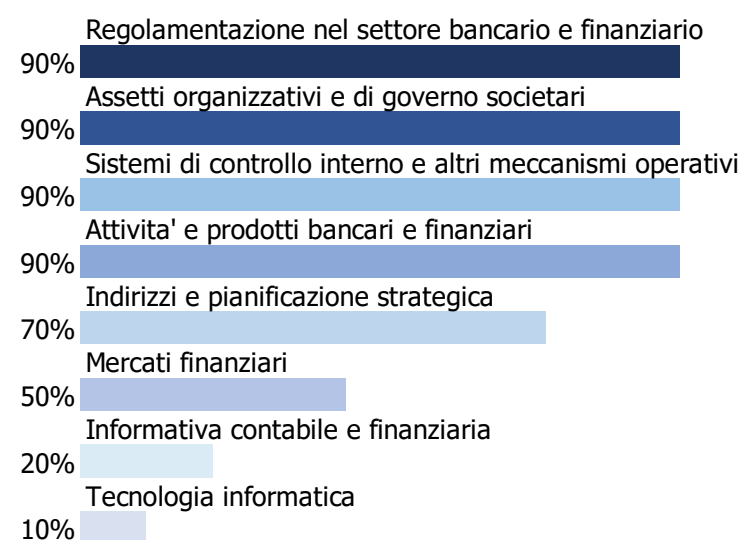 Regolamentazione nel settore bancario e finanziario
90%
Assetti organizzativi e di governo societari
90%
Sistemi di controllo interno e altri meccanismi operativi
90%
Attivita' e prodotti bancari e finanziari
90%
Indirizzi e pianificazione strategica
70%
Mercati finanziari
50%
Informativa contabile e finanziaria
20%
Tecnologia informatica
10%